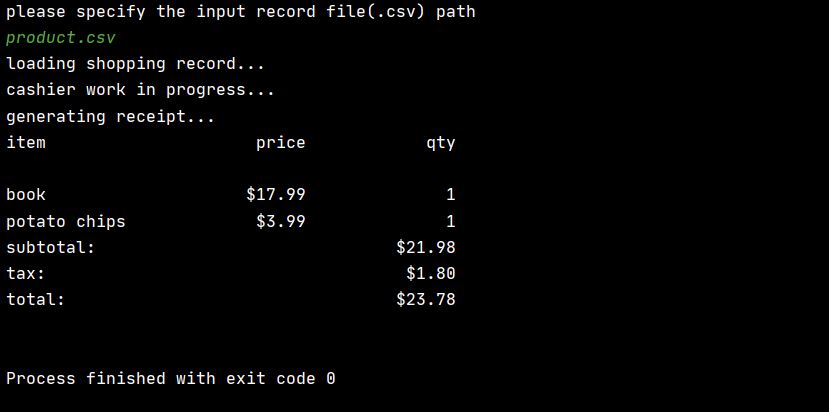 please specify the input record file(.csv) path
product.csv
loading shopping record...
cashier work in progress...
generating receipt...
item price qty
book $17.99 1
potato chips $3.99 1
subtotal: $21.98
tax: $1.80
total: $23.78
Process finished with exit code 0